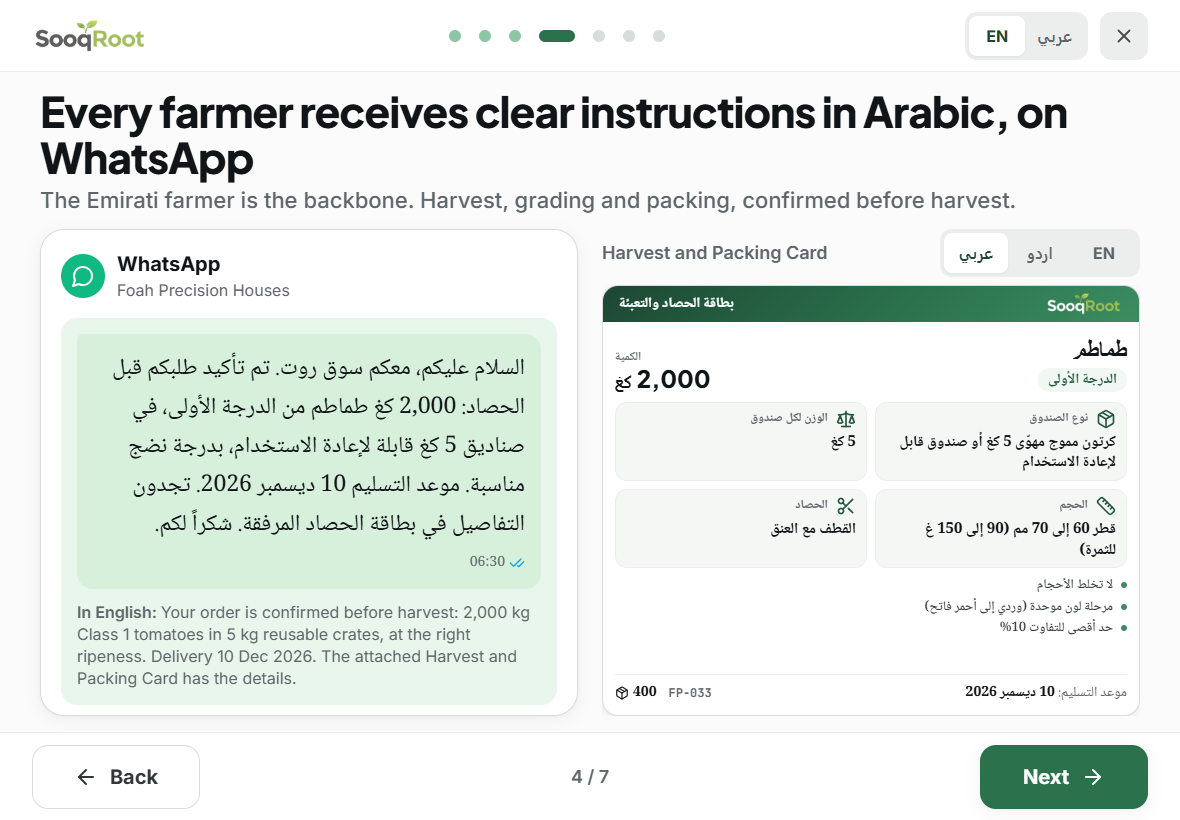 SooqRoot
EN
عربي
Every farmer receives clear instructions in Arabic, on
WhatsApp
The Emirati farmer is the backbone. Harvest, grading and packing, confirmed before harvest.
WhatsApp
Foah Precision Houses
السلام عليكم، معكم سوق روت. تم تأكيد طلبكم قبل
الحصاد: 2,000 كغ طماطم من الدرجة الأولى، في
صناديق 5 كغ قابلة لإعادة الاستخدام، بدرجة نضج
مناسبة. موعد التسليم 10 ديسمبر 2026. تجدون
التفاصيل في بطاقة الحصاد المرفقة. شكراً لكم.
06:30
In English: Your order is confirmed before harvest: 2,000 kg
Class 1 tomatoes in 5 kg reusable crates, at the right
ripeness. Delivery 10 Dec 2026. The attached Harvest and
Packing Card has the details.
Harvest and Packing Card
عربي
اردو
EN
بطاقة الحصاد والتعبئة
SooqRoot
طماطم
الدرجة الأولى
الكمية
2,000 كغ
نوع الصندوق
كرتون مموج مهوّى 5 كغ أو صندوق قابل
لإعادة الاستخدام
الوزن لكل صندوق
5 كغ
الحجم
قطر 60 إلى 70 مم (90 إلى 150 غ
للثمرة)
الحصاد
القطف مع العنق
لا تخلط الأحجام
مرحلة لون موحدة (وردي إلى أحمر فاتح)
حد أقصى للتفاوت 10%
موعد التسليم: 10 ديسمبر 2026
400 FP-033
Back
4 / 7
Next